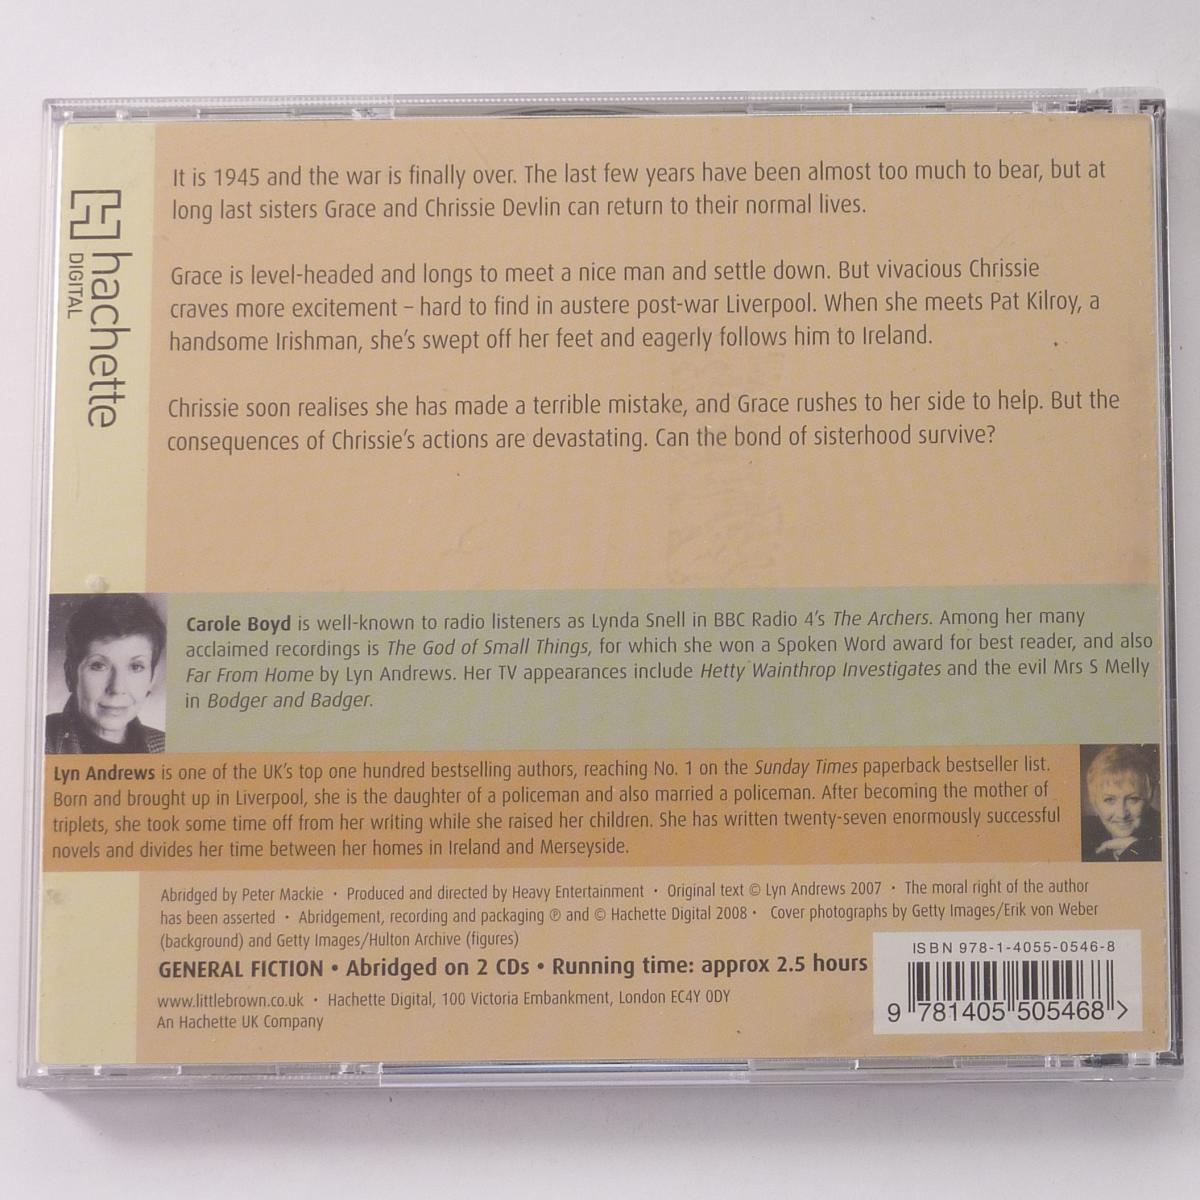 hachette
DIGITAL
It is 1945 and the war is finally over. The last few years have been almost too much to bear, but at
long last sisters Grace and Chrissie Devlin can return to their normal lives.
Grace is level-headed and longs to meet a nice man and settle down. But vivacious Chrissie
craves more excitement – hard to find in austere post-war Liverpool. When she meets Pat Kilroy, a
handsome Irishman, she's swept off her feet and eagerly follows him to Ireland.
Chrissie soon realises she has made a terrible mistake, and Grace rushes to her side to help. But the
consequences of Chrissie's actions are devastating. Can the bond of sisterhood survive?
Carole Boyd is well-known to radio listeners as Lynda Snell in BBC Radio 4's The Archers. Among her many
acclaimed recordings is The God of Small Things, for which she won a Spoken Word award for best reader, and also
Far From Home by Lyn Andrews. Her TV appearances include Hetty Wainthrop Investigates and the evil Mrs S Melly
in Bodger and Badger.
Lyn Andrews is one of the UK's top one hundred bestselling authors, reaching No. 1 on the Sunday Times paperback bestseller list.
Born and brought up in Liverpool, she is the daughter of a policeman and also married a policeman. After becoming the mother of
triplets, she took some time off from her writing while she raised her children. She has written twenty-seven enormously successful
novels and divides her time between her homes in Ireland and Merseyside.
Abridged by Peter Mackie • Produced and directed by Heavy Entertainment • Original text © Lyn Andrews 2007 • The moral right of the author
has been asserted • Abridgement, recording and packaging ℗ and © Hachette Digital 2008 • Cover photographs by Getty Images/Erik von Weber
(background) and Getty Images/Hulton Archive (figures)
GENERAL FICTION • Abridged on 2 CDs • Running time: approx 2.5 hours
www.littlebrown.co.uk • Hachette Digital, 100 Victoria Embankment, London EC4Y 0DY
An Hachette UK Company
ISBN 978-1-4055-0546-8
9 781405 505468 >